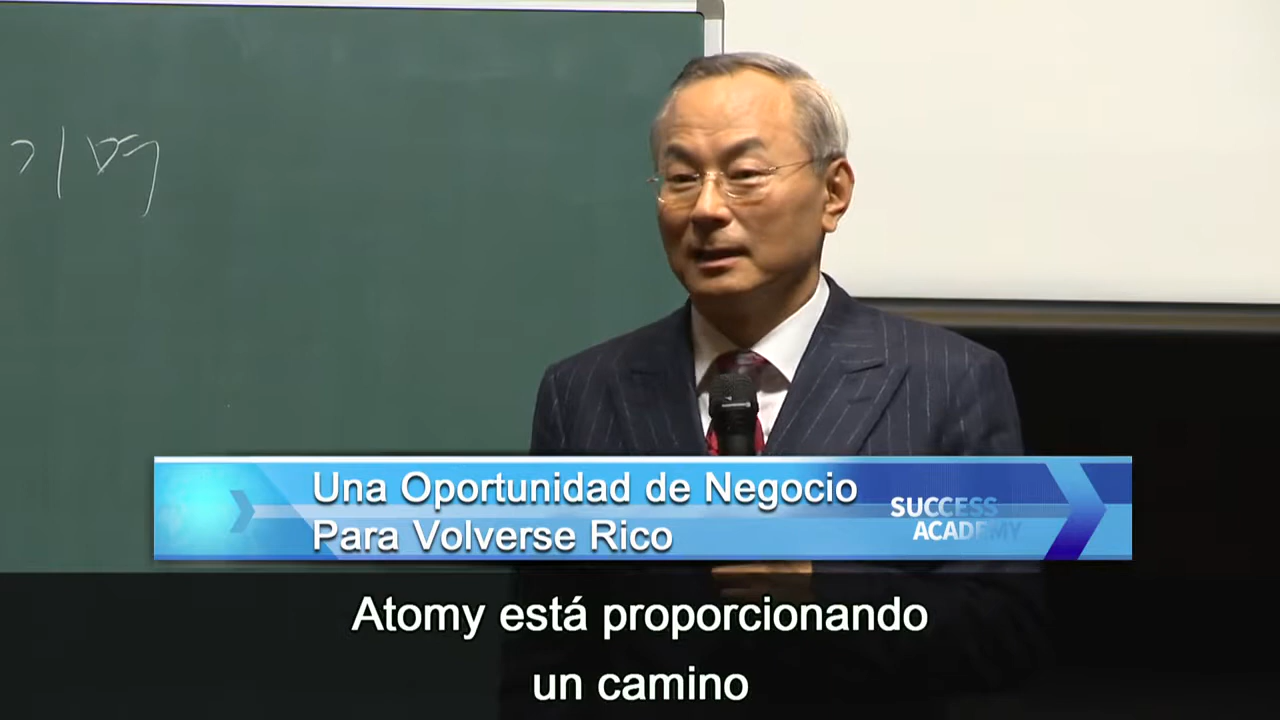 Una Oportunidad de Negocio
Para Volverse Rico
SUCCESS
ACADEMY
Atomy está proporcionando
un camino